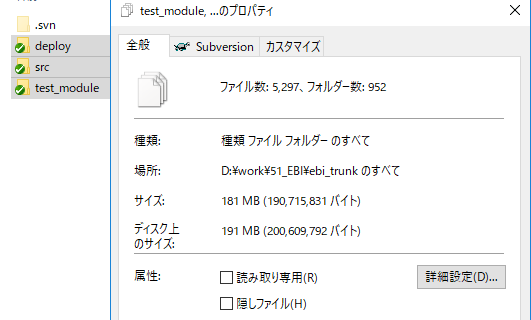 .svn
deploy
src
test_module
test_module, ...のプロパティ
全般
Subversion
カスタマイズ
ファイル数: 5,297、フォルダー数: 952
種類: 種類 ファイル フォルダー のすべて
場所: D:¥work¥51_EBI¥ebi_trunk のすべて
サイズ: 181 MB (190,715,831 バイト)
ディスク上
のサイズ: 191 MB (200,609,792 バイト)
属性: 読み取り専用(R) 詳細設定(D)...
隠しファイル(H)